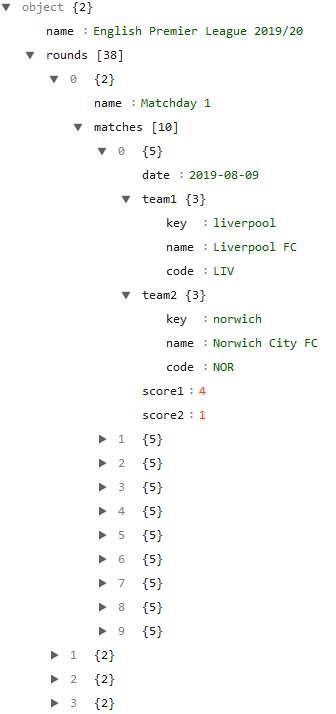 object {2}
name : English Premier League 2019/20
rounds [38]
0 {2}
name : Matchday 1
matches [10]
0 {5}
date : 2019-08-09
team1 {3}
key : liverpool
name : Liverpool FC
code : LIV
team2 {3}
key : norwich
name : Norwich City FC
code : NOR
score1 : 4
score2 : 1
1 {5}
2 {5}
3 {5}
4 {5}
5 {5}
6 {5}
7 {5}
8 {5}
9 {5}
1 {2}
2 {2}
3 {2}